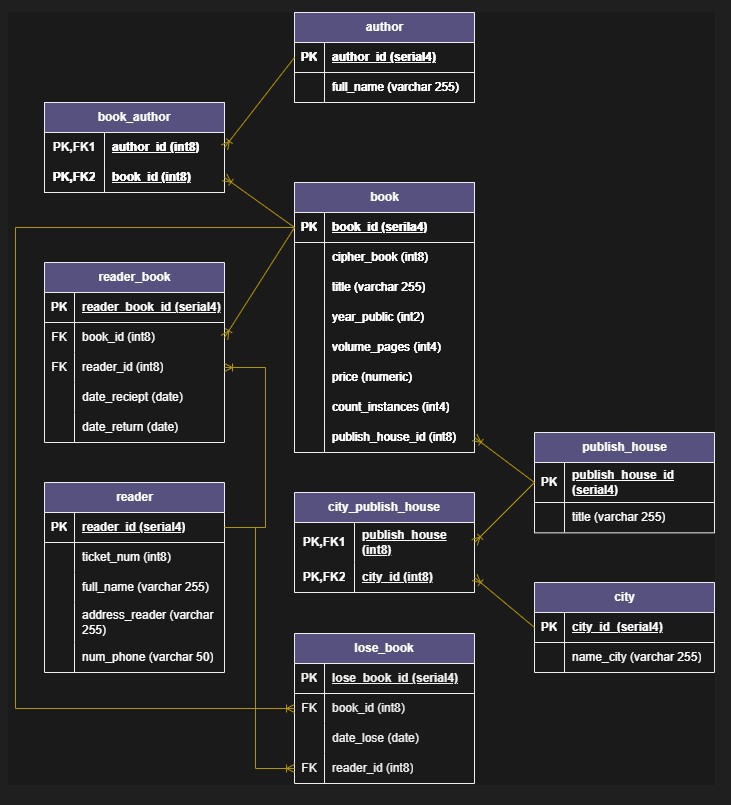 author
PK author_id (serial4)
full_name (varchar 255)
book_author
PK,FK1 author_id (int8)
PK,FK2 book_id (int8)
book
PK book_id (serila4)
cipher_book (int8)
title (varchar 255)
year_public (int2)
volume_pages (int4)
price (numeric)
count_instances (int4)
publish_house_id (int8)
reader_book
PK reader_book_id (serial4)
FK book_id (int8)
FK reader_id (int8)
date_reciept (date)
date_return (date)
publish_house
PK publish_house_id
(serial4)
title (varchar 255)
reader
PK reader_id (serial4)
ticket_num (int8)
full_name (varchar 255)
address_reader (varchar
255)
num_phone (varchar 50)
city_publish_house
PK,FK1 publish_house
(int8)
PK,FK2 city_id (int8)
city
PK city_id (serial4)
name_city (varchar 255)
lose_book
PK lose_book_id (serial4)
FK book_id (int8)
date_lose (date)
FK reader_id (int8)